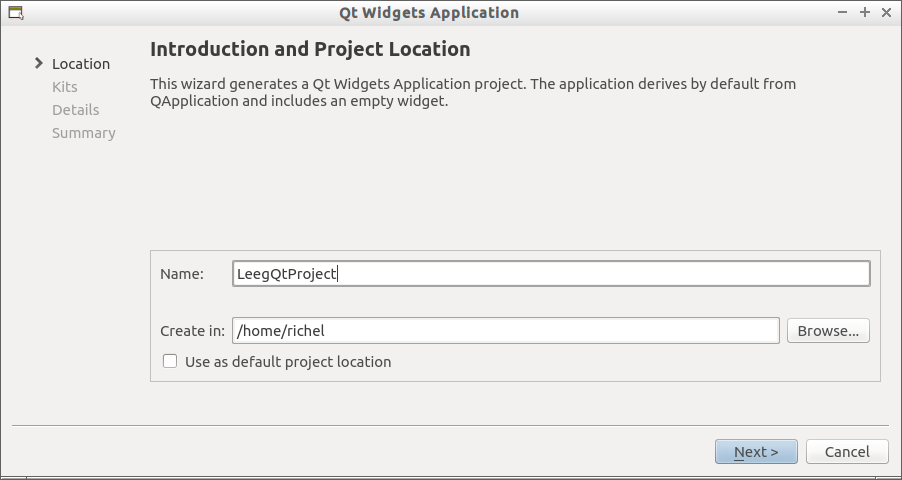 Qt Widgets Application
Location
Kits
Details
Summary
Introduction and Project Location
This wizard generates a Qt Widgets Application project. The application derives by default from
QApplication and includes an empty widget.
Name: LeegQtProject
Create in: /home/richel Browse...
Use as default project location
Next > Cancel